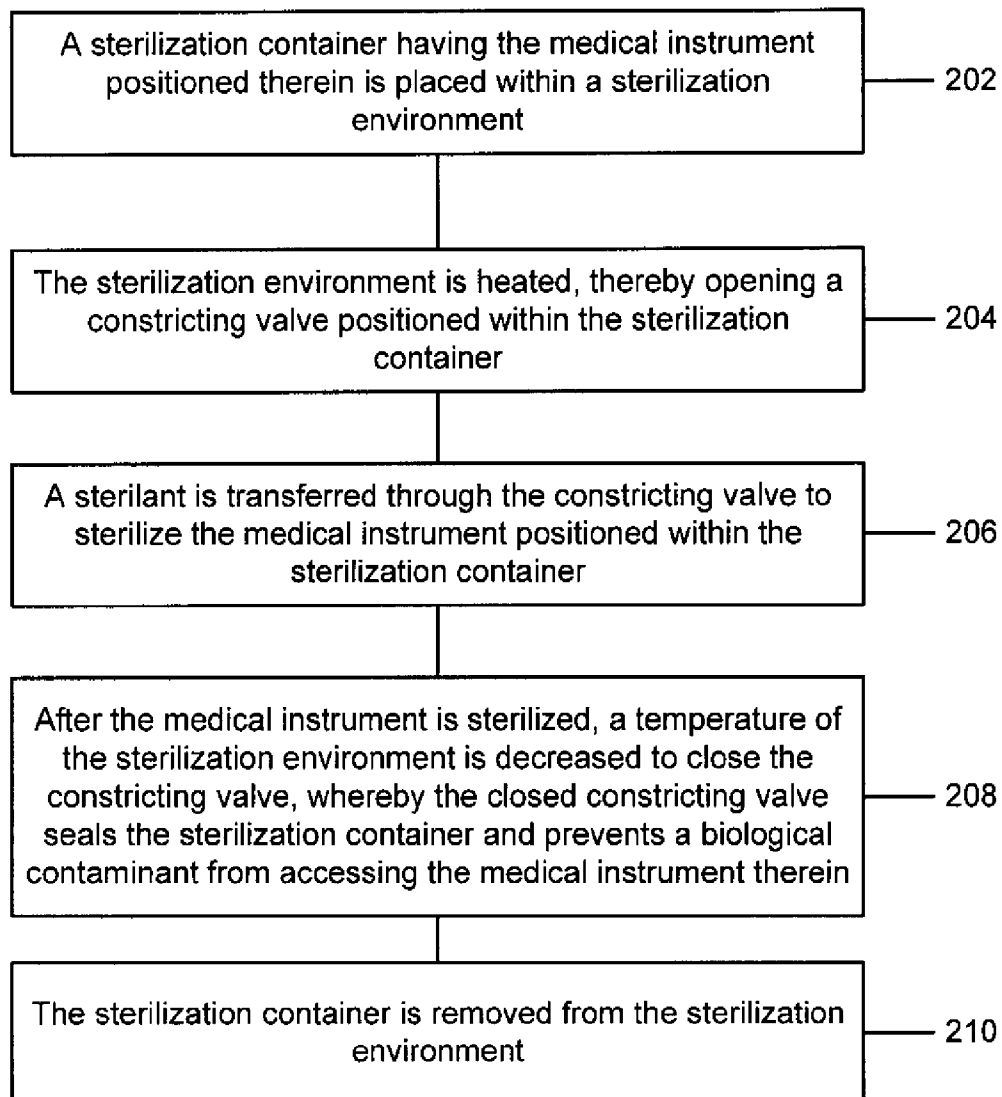 A sterilization container having the medical instrument
positioned therein is placed within a sterilization
environment
202
The sterilization environment is heated, thereby opening a
constricting valve positioned within the sterilization
container
204
A sterilant is transferred through the constricting valve to
sterilize the medical instrument positioned within the
sterilization container
206
After the medical instrument is sterilized, a temperature of
the sterilization environment is decreased to close the
constricting valve, whereby the closed constricting valve
seals the sterilization container and prevents a biological
contaminant from accessing the medical instrument therein
208
The sterilization container is removed from the sterilization
environment
210